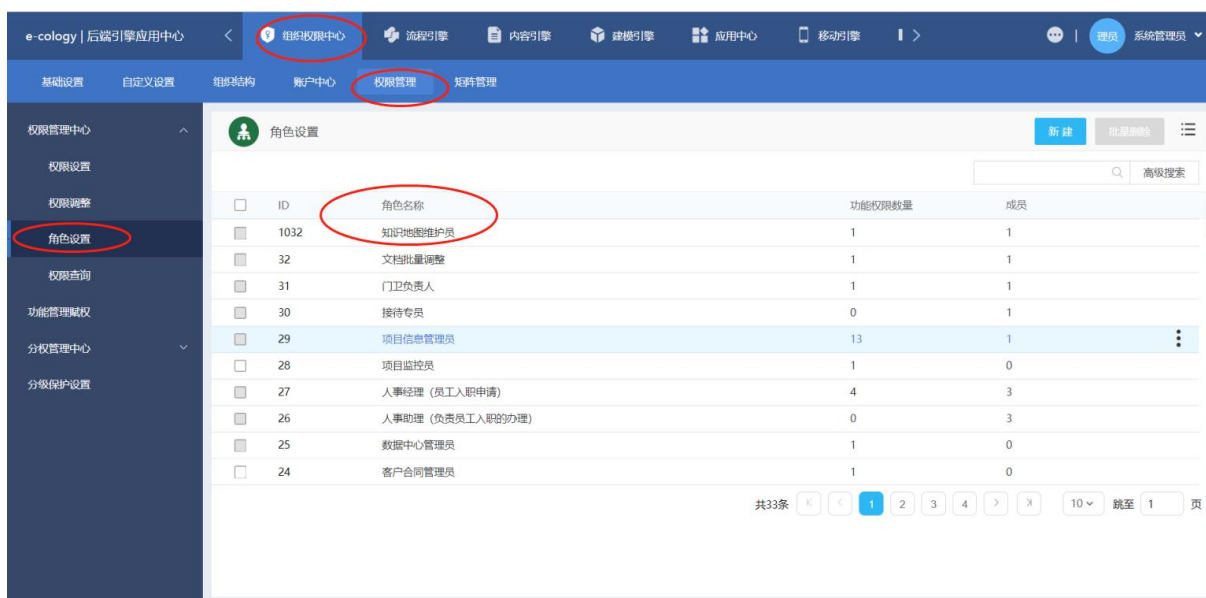 e-cology | 后端引擎应用中心 组织权限中心 流程引擎 内容引擎 建模引擎 应用中心 移动引擎 理员 系统管理员
基础设置 自定义设置 组织结构 账户中心 权限管理 矩阵管理
权限管理中心
权限设置
权限调整
角色设置
权限查询
功能管理赋权
分权管理中心
分级保护设置
角色设置 新建 批量删除
高级搜索
ID 角色名称 功能权限数量 成员
1032 知识地图维护员 1 1
32 文档批量调整 1 1
31 门卫负责人 1 1
30 接待专员 0 1
29 项目信息管理员 13 1
28 项目监控员 1 0
27 人事经理（员工入职申请） 4 3
26 人事助理（负责员工入职的办理） 0 3
25 数据中心管理员 1 0
24 客户合同管理员 1 0
共33条 1 2 3 4 10 跳至 1 页